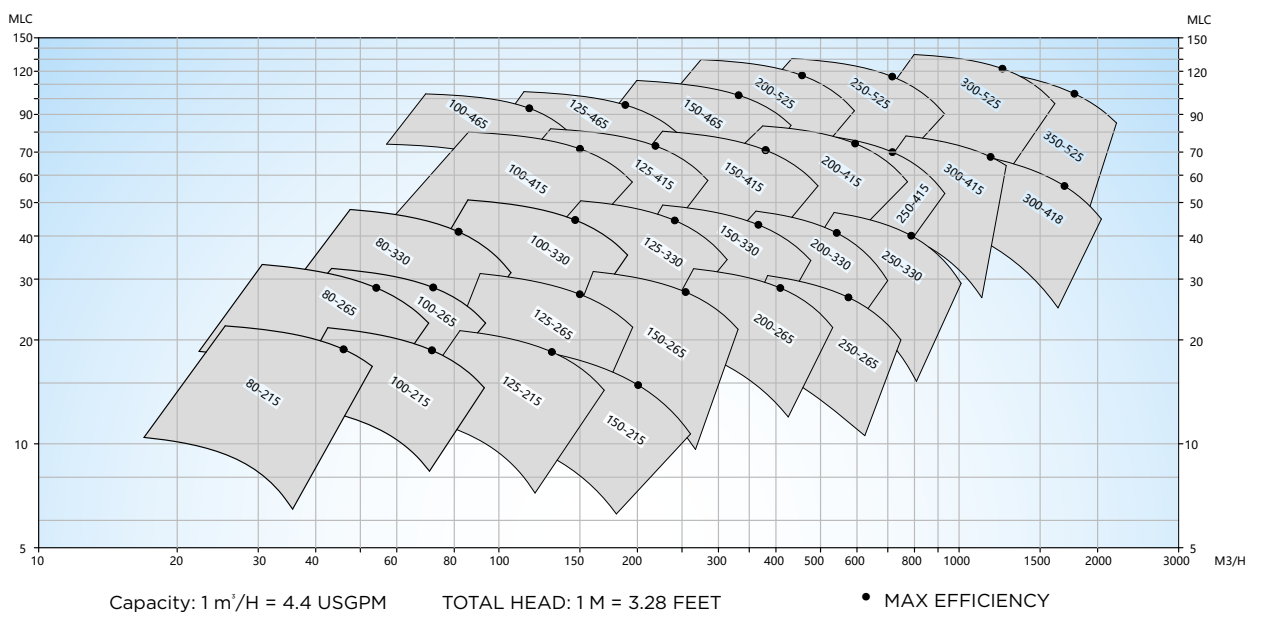 MLC MLC
150 150
120 120
90 90
70 70
60 60
50 50
40 40
30 30
20 20
10 10
5 5
200-525 250-525 300-525
100-465 125-465 150-465
350-525
100-415 125-415 150-415 200-415 250-415 300-415
300-418
80-330 100-330 125-330 150-330 200-330 250-330
80-265 100-265 125-265 150-265 200-265 250-265
80-215 100-215 125-215 150-215
10 20 30 40 60 80 100 150 200 300 400 500 600 800 1000 1500 2000 3000 M3/H
Capacity: 1 m³/H = 4.4 USGPM TOTAL HEAD: 1 M = 3.28 FEET • MAX EFFICIENCY